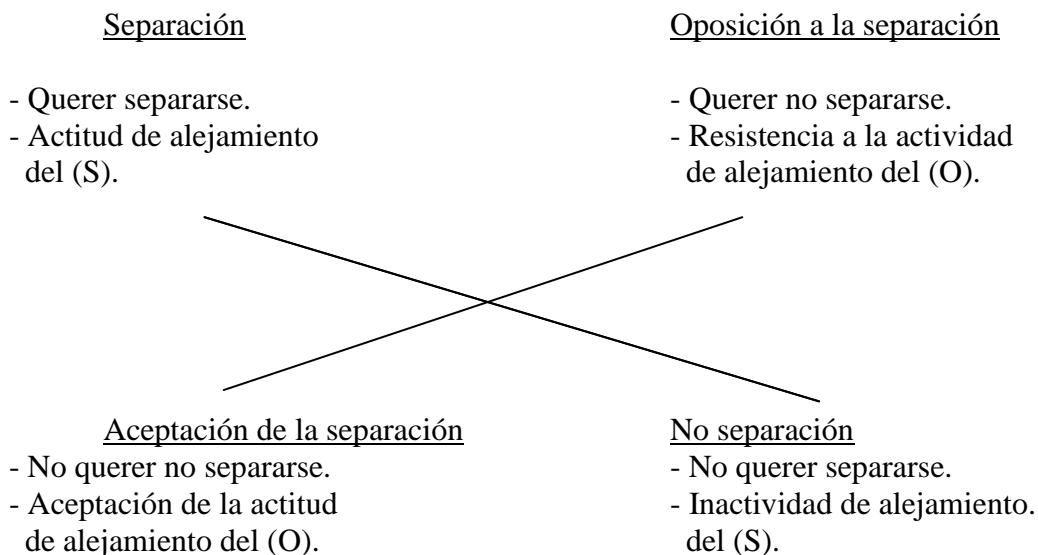 Separación
- Querer separarse.
- Actitud de alejamiento
del (S).
Oposición a la separación
- Querer no separarse.
- Resistencia a la actividad
de alejamiento del (O).
Aceptación de la separación
- No querer no separarse.
- Aceptación de la actitud
de alejamiento del (O).
No separación
- No querer separarse.
- Inactividad de alejamiento.
del (S).